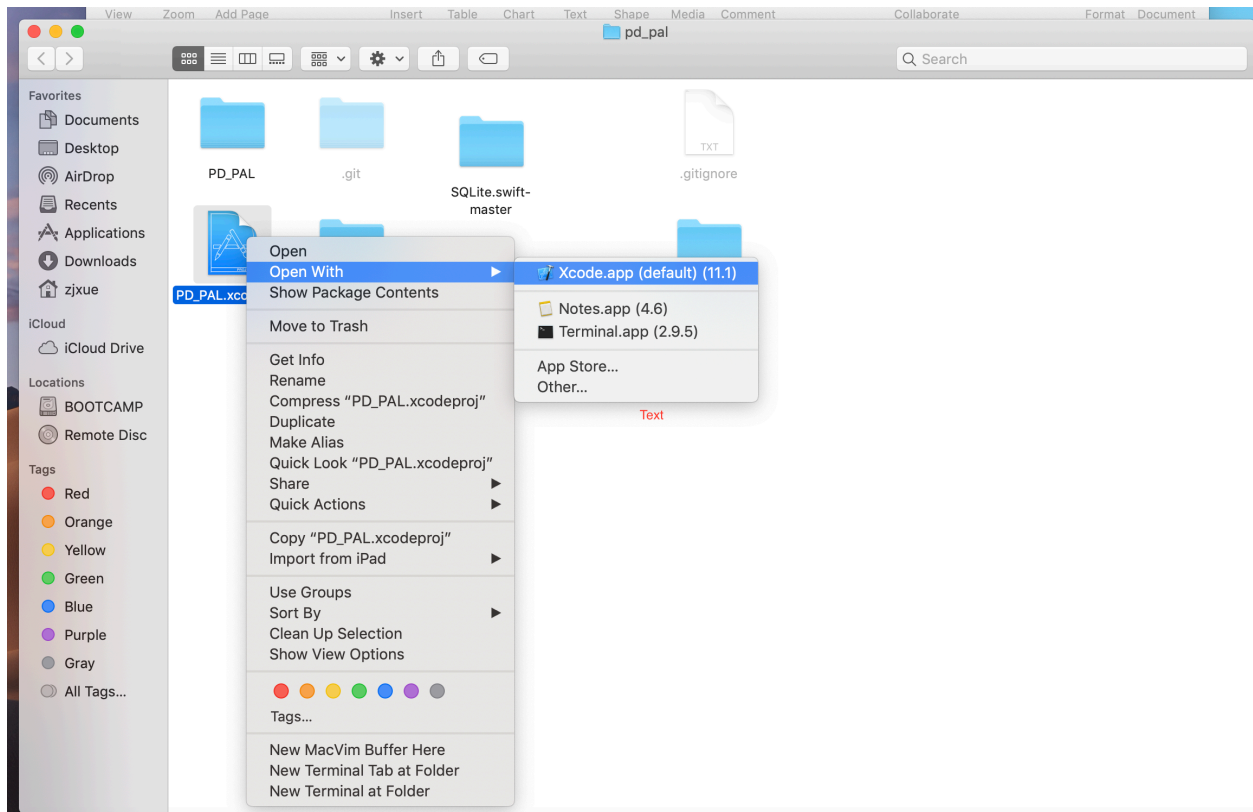 View Zoom Add Page Insert Table Chart Text Shape Media Comment Collaborate Format Document
pd_pal
Search
Favorites
Documents
Desktop
AirDrop
Recents
Applications
Downloads
zjxue
iCloud
iCloud Drive
Locations
BOOTCAMP
Remote Disc
Tags
Red
Orange
Yellow
Green
Blue
Purple
Gray
All Tags...
PD_PAL
.git
SQLite.swift-
master
TXT
.gitignore
PD_PAL.xco
Open
Open With
Show Package Contents
Move to Trash
Get Info
Rename
Compress “PD_PAL.xcodeproj”
Duplicate
Make Alias
Quick Look “PD_PAL.xcodeproj”
Share
Quick Actions
Copy “PD_PAL.xcodeproj”
Import from iPad
Use Groups
Sort By
Clean Up Selection
Show View Options
Tags...
New MacVim Buffer Here
New Terminal Tab at Folder
New Terminal at Folder
Xcode.app (default) (11.1)
Notes.app (4.6)
Terminal.app (2.9.5)
App Store...
Other...
Text